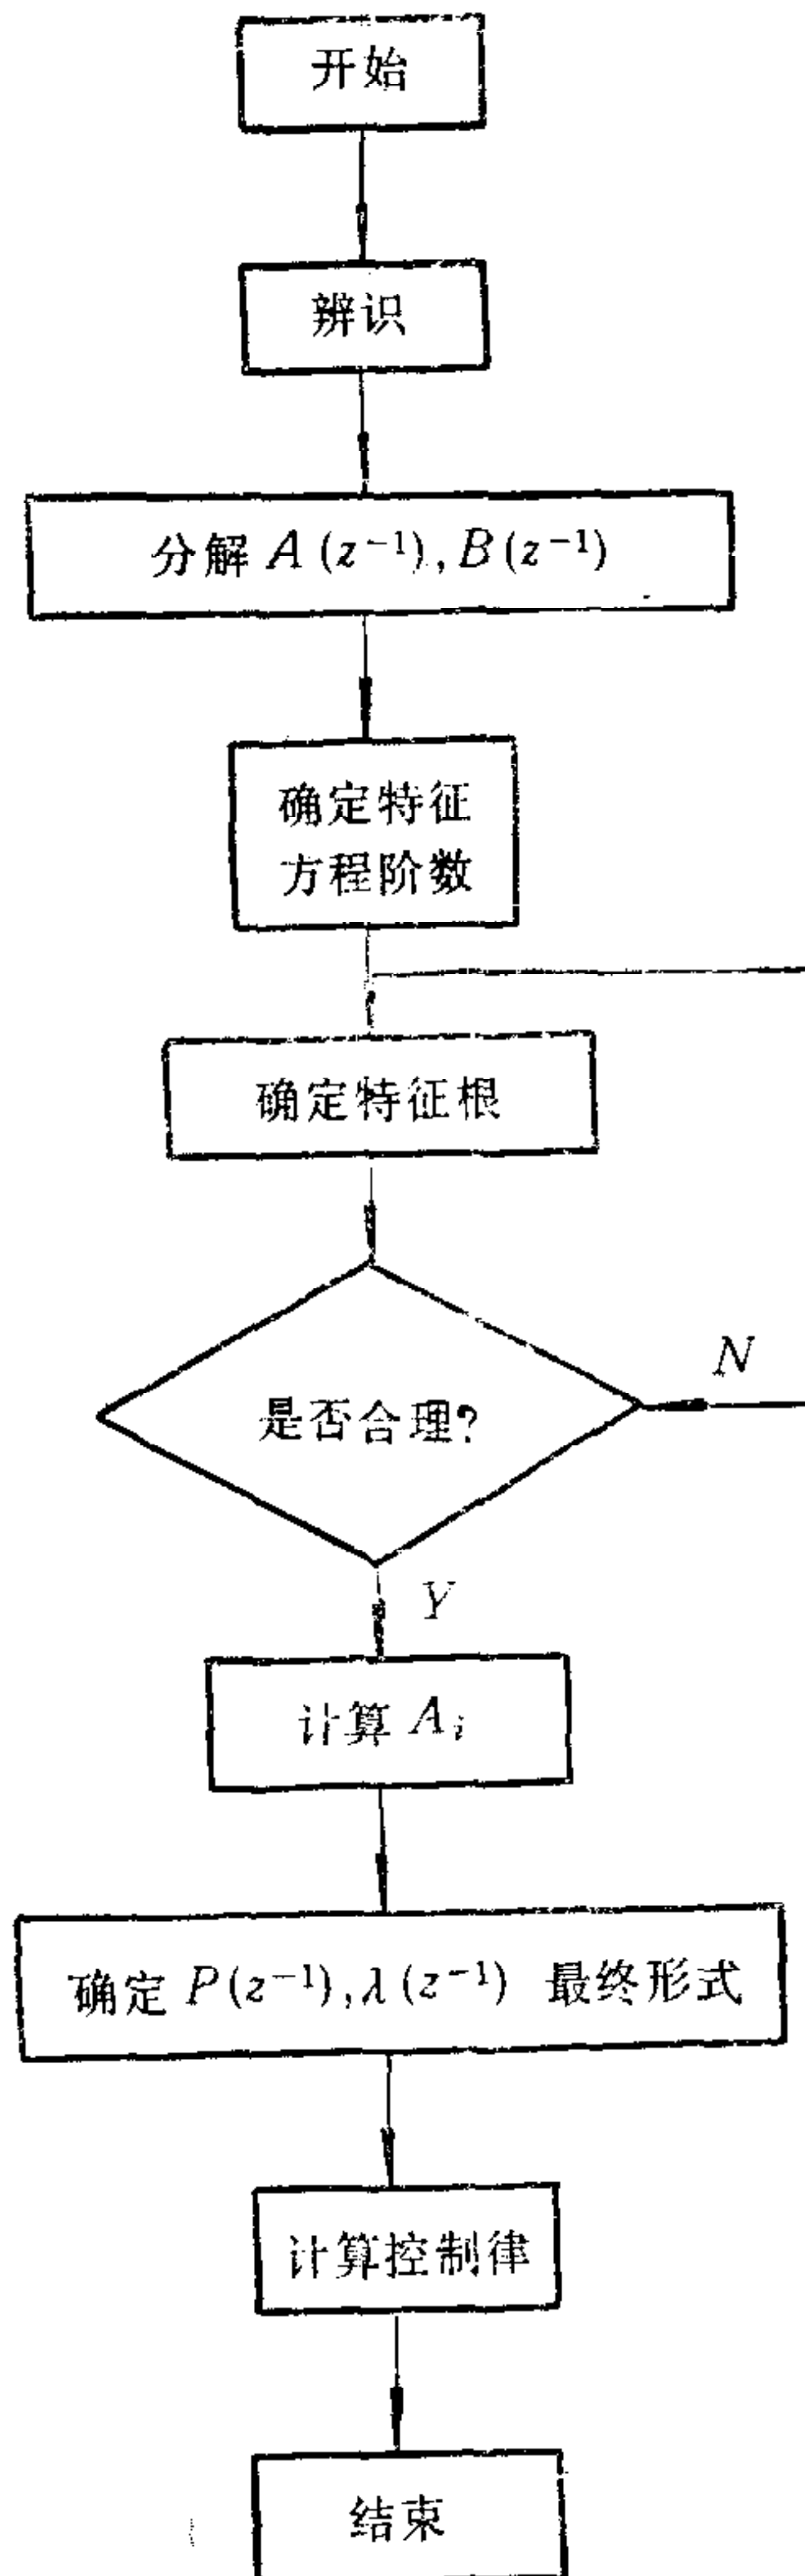 开始
辨识
分解 A(z⁻¹),B(z⁻¹)
确定特征
方程阶数
确定特征根
N
是否合理?
Y
计算 Aᵢ
确定 P(z⁻¹),λ(z⁻¹) 最终形式
计算控制律
结束